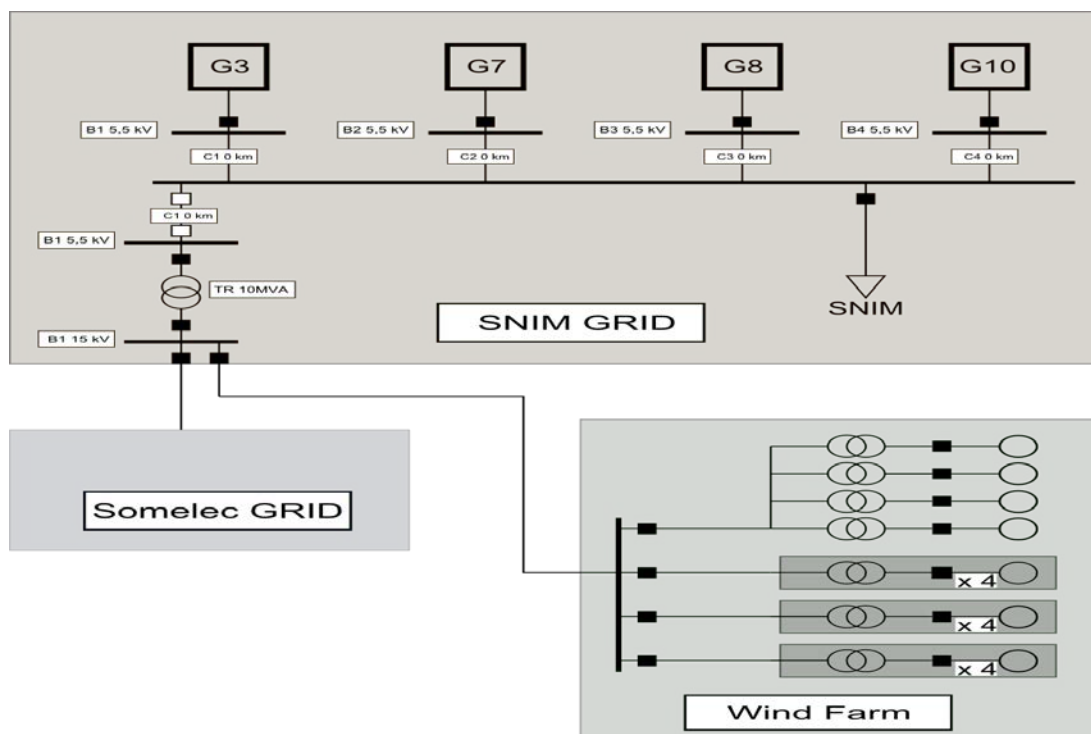 G3
G7
G8
G10
B1 5,5 kV
B2 5,5 kV
B3 5,5 kV
B4 5,5 kV
C1 0 km
C2 0 km
C3 0 km
C4 0 km
C1 0 km
B1 5,5 kV
TR 10MVA
SNIM
SNIM GRID
B1 15 kV
Somelec GRID
x 4
x 4
x 4
Wind Farm